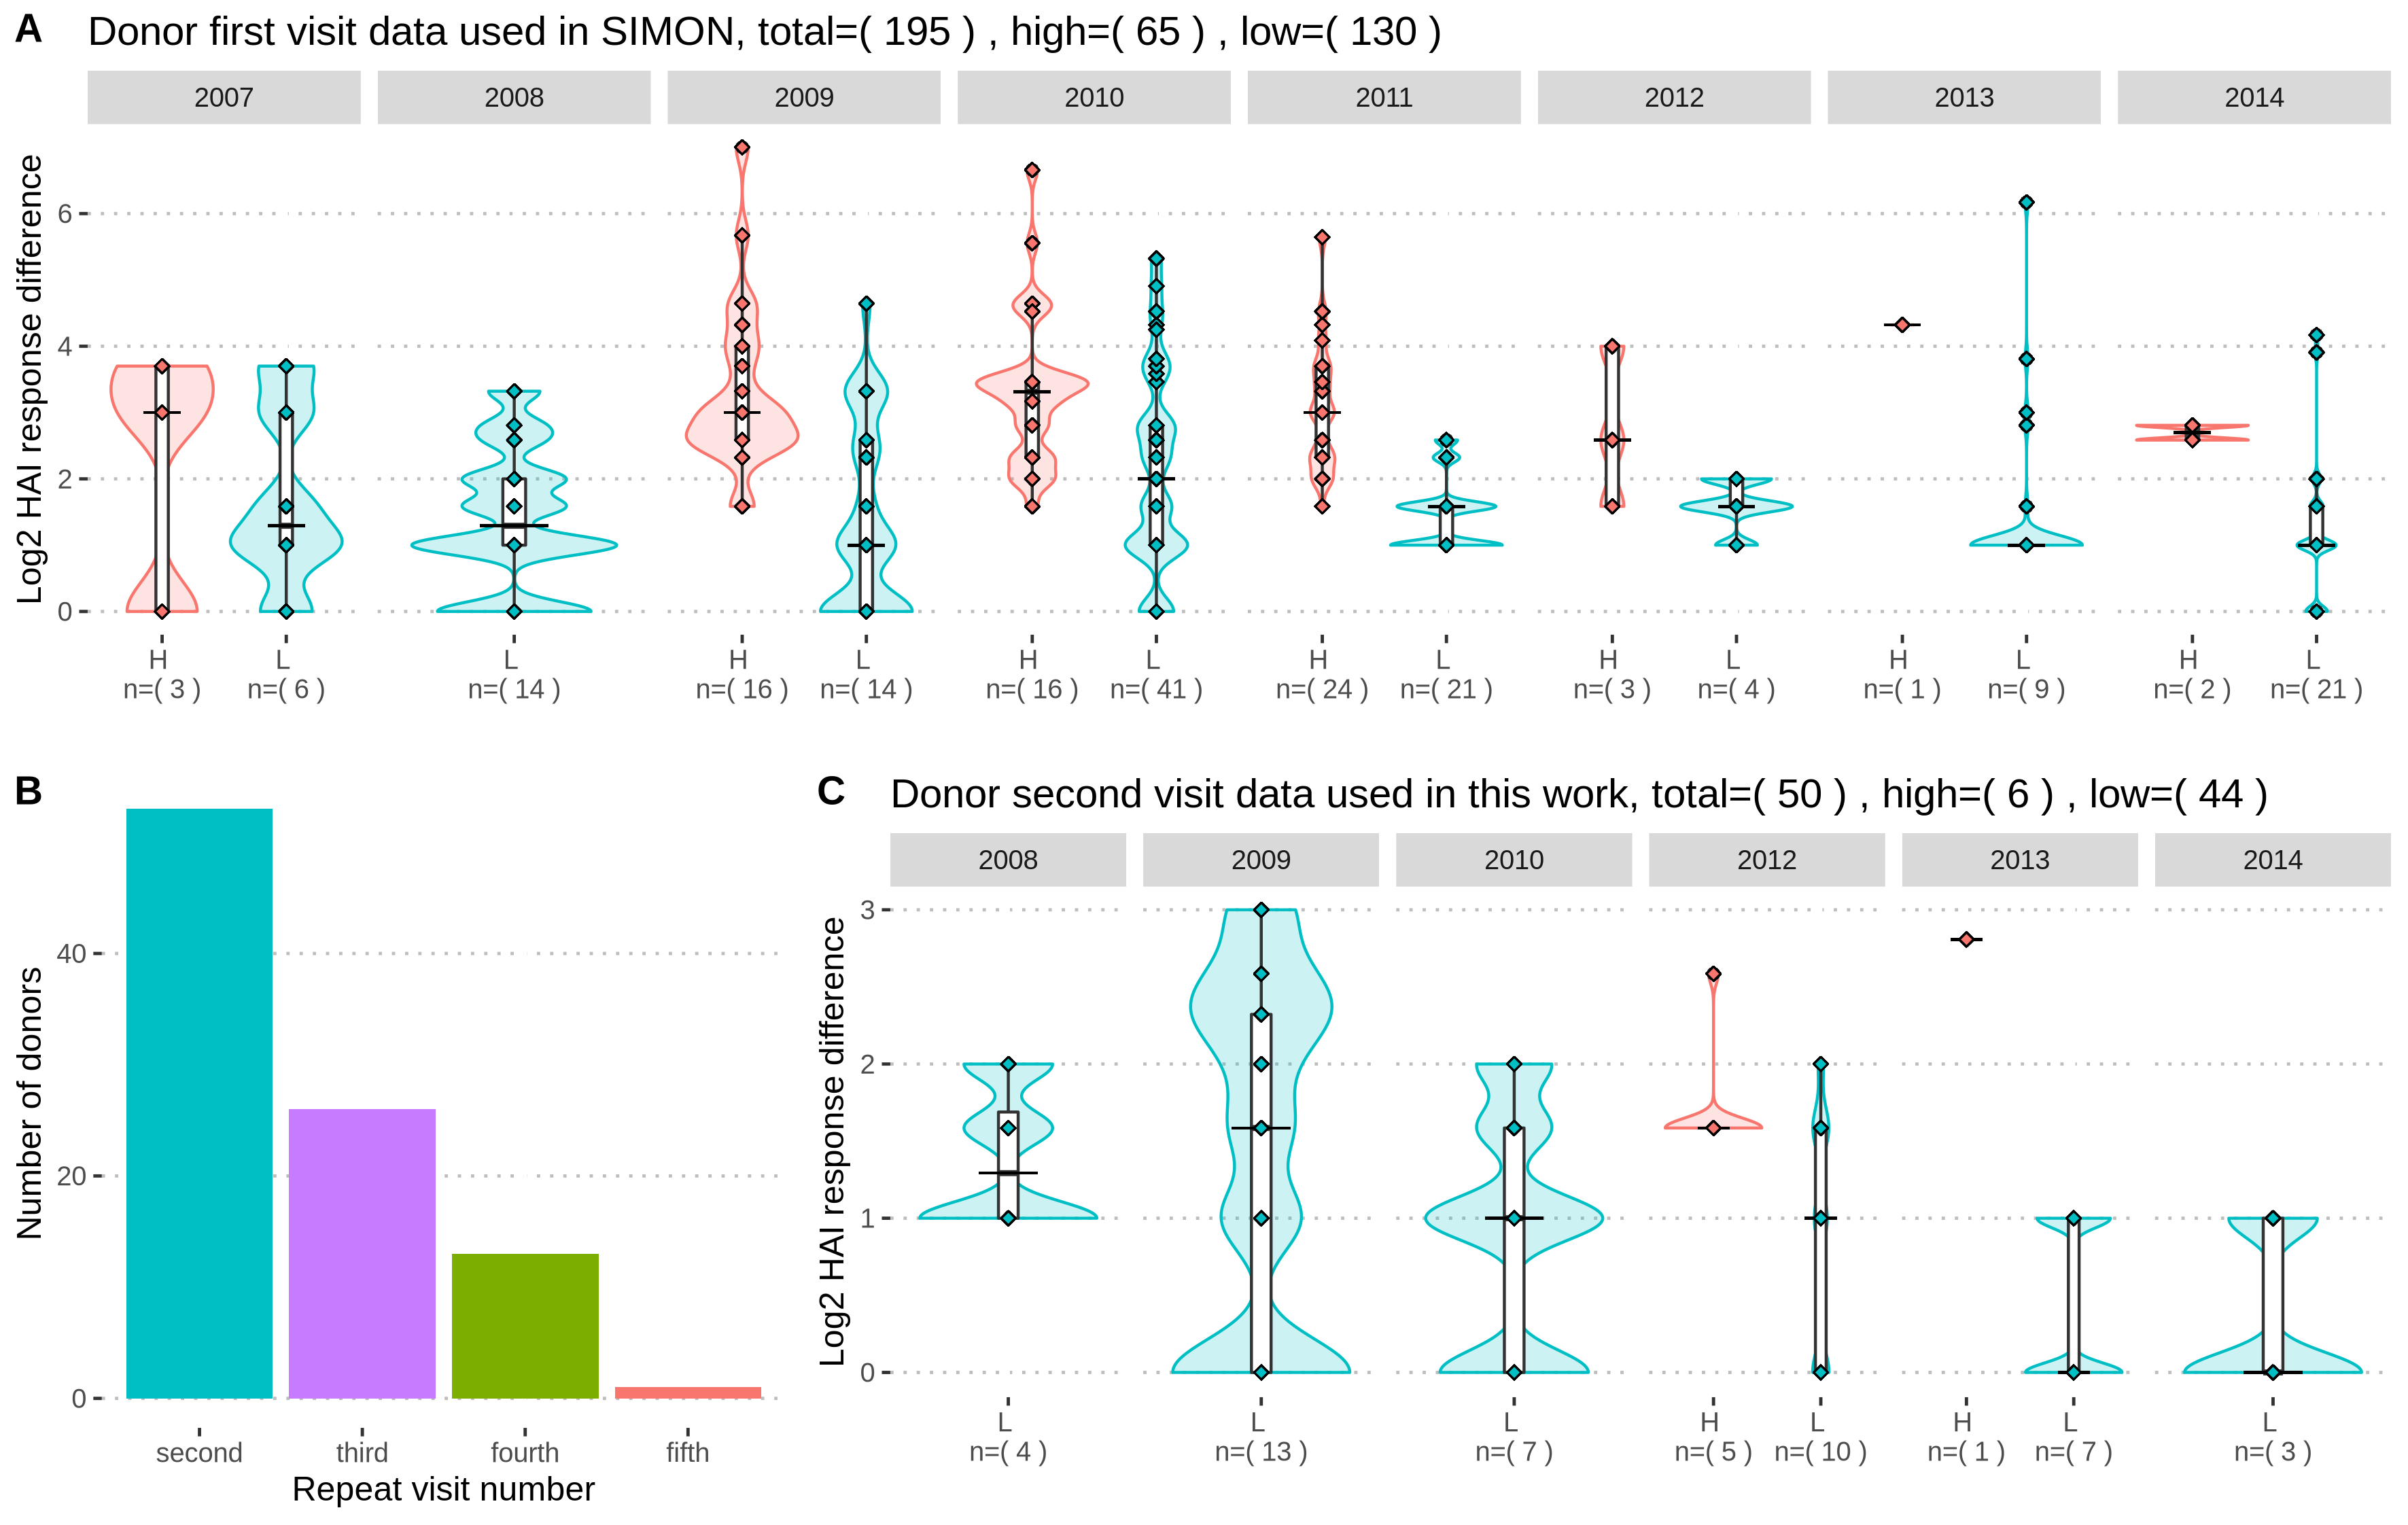 A
Donor first visit data used in SIMON, total=( 195 ) , high=( 65 ) , low=( 130 )
2007 2008 2009 2010 2011 2012 2013 2014
Log2 HAI response difference
6
4
2
0
H L L H L H L H L H L H L H L
n=( 3 ) n=( 6 ) n=( 14 ) n=( 16 ) n=( 14 ) n=( 16 ) n=( 41 ) n=( 24 ) n=( 21 ) n=( 3 ) n=( 4 ) n=( 1 ) n=( 9 ) n=( 2 ) n=( 21 )
B
Number of donors
40
20
0
second third fourth fifth
Repeat visit number
C
Donor second visit data used in this work, total=( 50 ) , high=( 6 ) , low=( 44 )
2008 2009 2010 2012 2013 2014
Log2 HAI response difference
3
2
1
0
L L L H L H L L
n=( 4 ) n=( 13 ) n=( 7 ) n=( 5 ) n=( 10 ) n=( 1 ) n=( 7 ) n=( 3 )